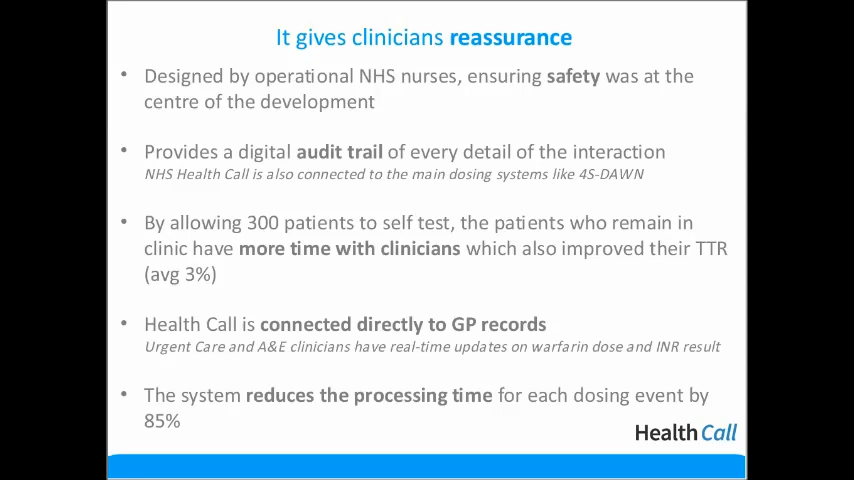 It gives clinicians reassurance
• Designed by operational NHS nurses, ensuring safety was at the
centre of the development
• Provides a digital audit trail of every detail of the interaction
NHS Health Call is also connected to the main dosing systems like 4S-DAWN
• By allowing 300 patients to self test, the patients who remain in
clinic have more time with clinicians which also improved their TTR
(avg 3%)
• Health Call is connected directly to GP records
Urgent Care and A&E clinicians have real-time updates on warfarin dose and INR result
• The system reduces the processing time for each dosing event by
85%
Health Call